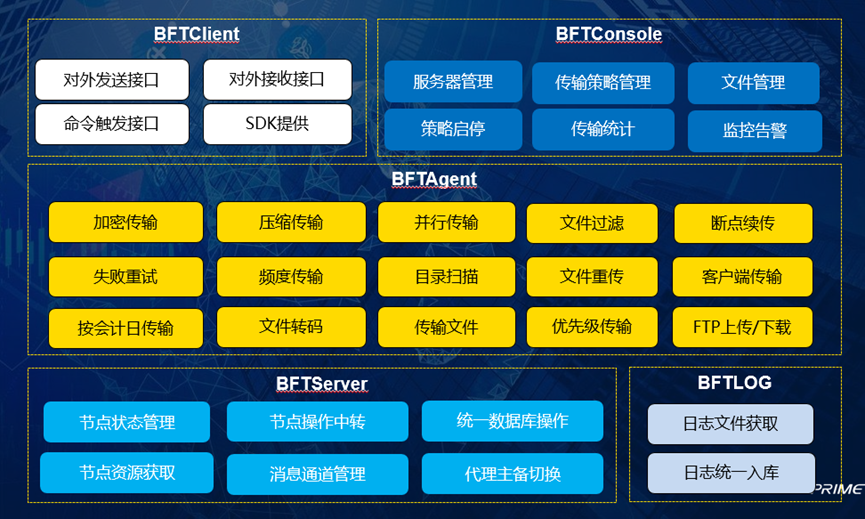 BFTClient
对外发送接口
对外接收接口
命令触发接口
SDK提供
BFTConsole
服务器管理
传输策略管理
文件管理
策略启停
传输统计
监控告警
BFTAgent
加密传输
压缩传输
并行传输
文件过滤
断点续传
失败重试
频度传输
目录扫描
文件重传
客户端传输
按会计日传输
文件转码
传输文件
优先级传输
FTP上传/下载
BFTServer
节点状态管理
节点操作中转
统一数据库操作
节点资源获取
消息通道管理
代理主备切换
BFTLOG
日志文件获取
日志统一入库
PRIME